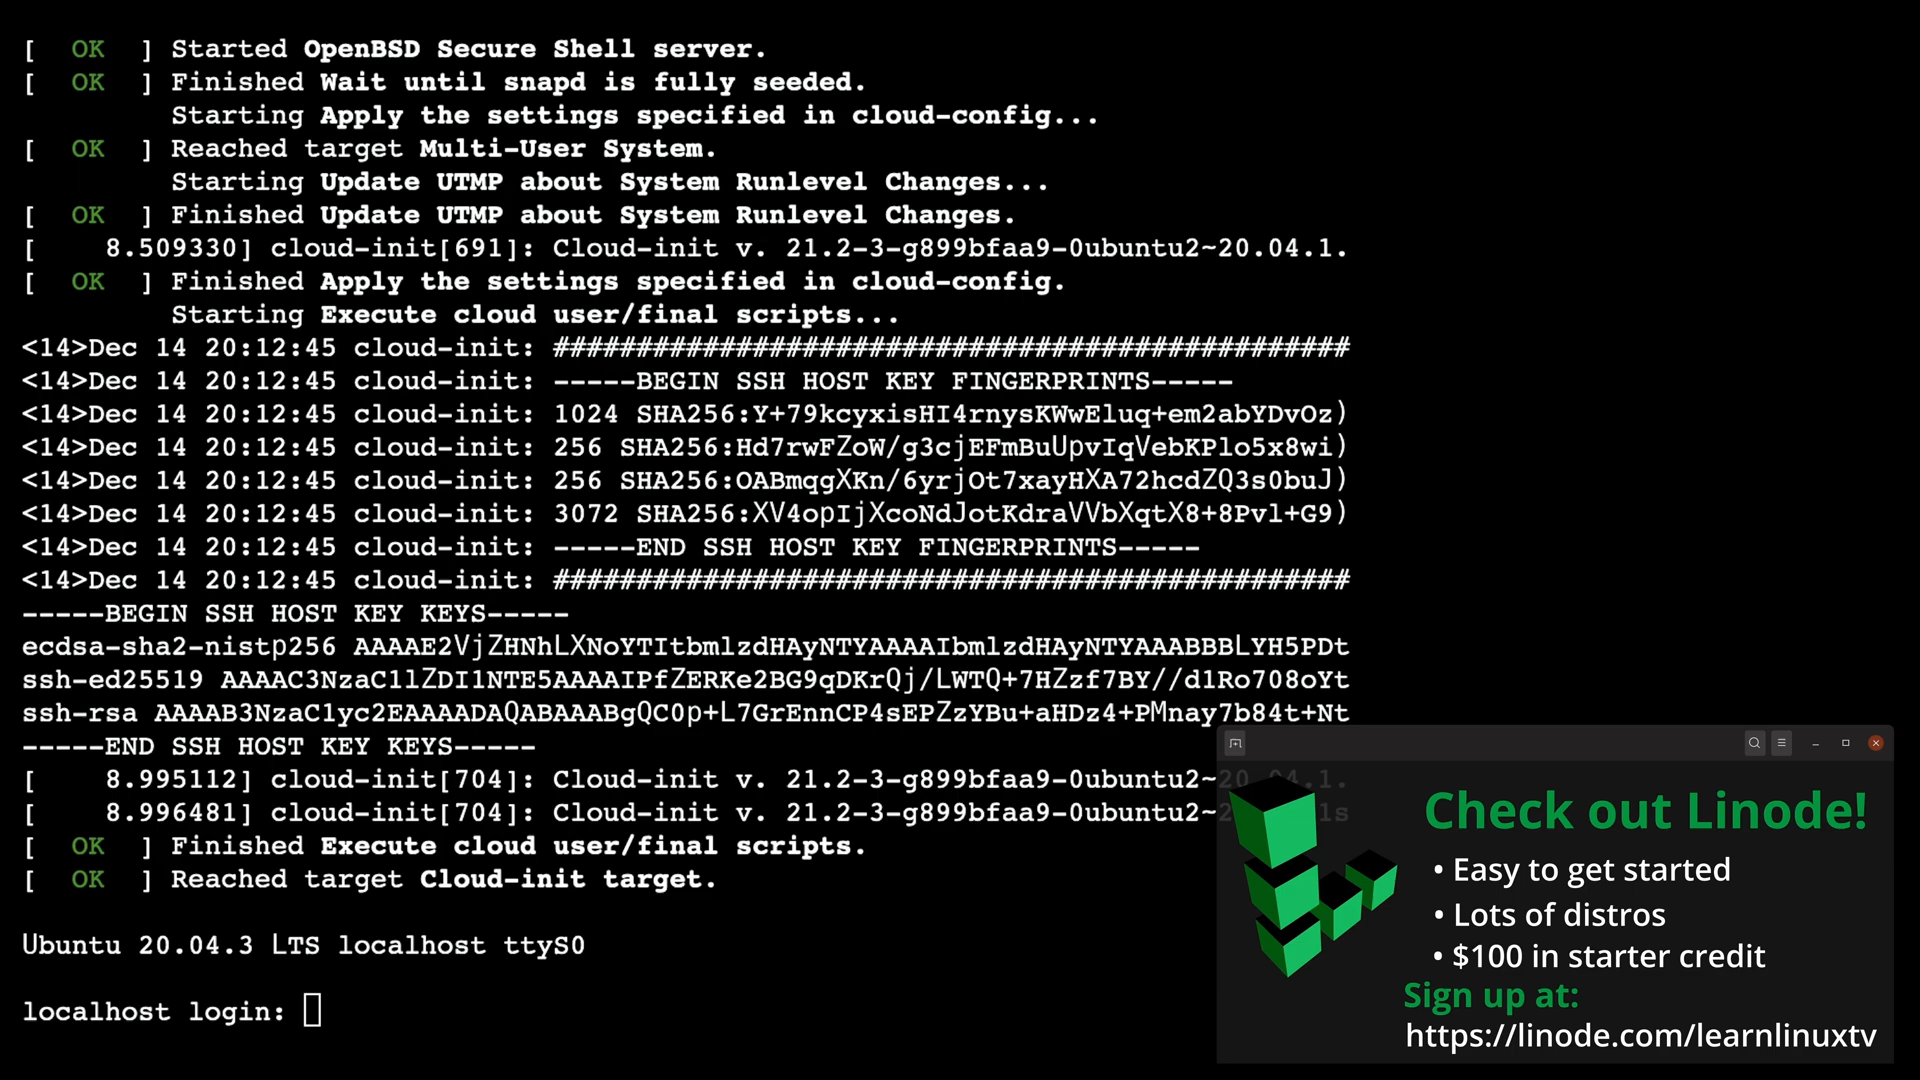 [   OK  ] Started OpenBSD Secure Shell server.
[   OK  ] Finished Wait until snapd is fully seeded.
         Starting Apply the settings specified in cloud-config...
[   OK  ] Reached target Multi-User System.
         Starting Update UTMP about System Runlevel Changes...
[   OK  ] Finished Update UTMP about System Runlevel Changes.
[    8.509330] cloud-init[691]: Cloud-init v. 21.2-3-g899bfaa9-0ubuntu2~20.04.1.
[   OK  ] Finished Apply the settings specified in cloud-config.
         Starting Execute cloud user/final scripts...
<14>Dec 14 20:12:45 cloud-init: ################################################
<14>Dec 14 20:12:45 cloud-init: -----BEGIN SSH HOST KEY FINGERPRINTS-----
<14>Dec 14 20:12:45 cloud-init: 1024 SHA256:Y+79kcyxisHI4rnysKWwEluq+em2abYDvOz)
<14>Dec 14 20:12:45 cloud-init: 256 SHA256:Hd7rwFZoW/g3cjEFmBuUpvIqVebKPlo5x8wi)
<14>Dec 14 20:12:45 cloud-init: 256 SHA256:OABmqgXKn/6yrjOt7xayHXA72hcdZQ3s0buJ)
<14>Dec 14 20:12:45 cloud-init: 3072 SHA256:XV4opIjXcoNdJotKdraVVbXqtX8+8Pvl+G9)
<14>Dec 14 20:12:45 cloud-init: -----END SSH HOST KEY FINGERPRINTS-----
<14>Dec 14 20:12:45 cloud-init: ################################################
-----BEGIN SSH HOST KEY KEYS-----
ecdsa-sha2-nistp256 AAAAE2VjZHNhLXNoYTItbmlzdHAyNTYAAAAIbmlzdHAyNTYAAABBBLYH5PDt
ssh-ed25519 AAAAC3NzaC1lZDI1NTE5AAAAIPfZERKe2BG9qDKrQj/LWTQ+7HZzf7BY//d1Ro708oYt
ssh-rsa AAAAB3NzaC1yc2EAAAADAQABAAABgQC0p+L7GrEnnCP4sEPZzYBu+aHDz4+PMnay7b84t+Nt
-----END SSH HOST KEY KEYS-----
[    8.995112] cloud-init[704]: Cloud-init v. 21.2-3-g899bfaa9-0ubuntu2~20.04.1.
[    8.996481] cloud-init[704]: Cloud-init v. 21.2-3-g899bfaa9-0ubuntu2~
[   OK  ] Finished Execute cloud user/final scripts.
[   OK  ] Reached target Cloud-init target.
Ubuntu 20.04.3 LTS localhost ttyS0
localhost login:
Check out Linode!
• Easy to get started
• Lots of distros
• $100 in starter credit
Sign up at:
https://linode.com/learnlinuxtv